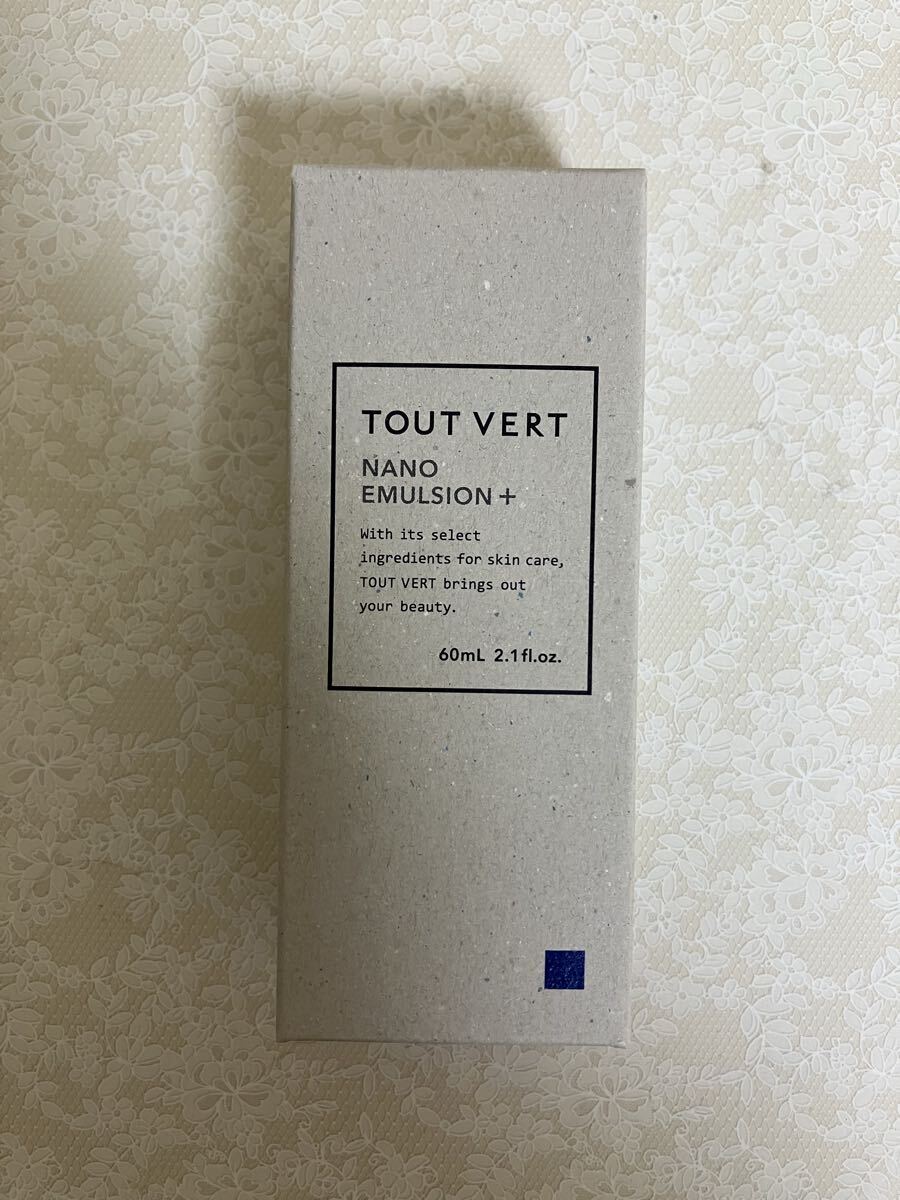 TOUT VERT
NANO
EMULSION+
With its select
ingredients for skin care,
TOUT VERT brings out
your beauty.
60mL 2.1fl.oz.